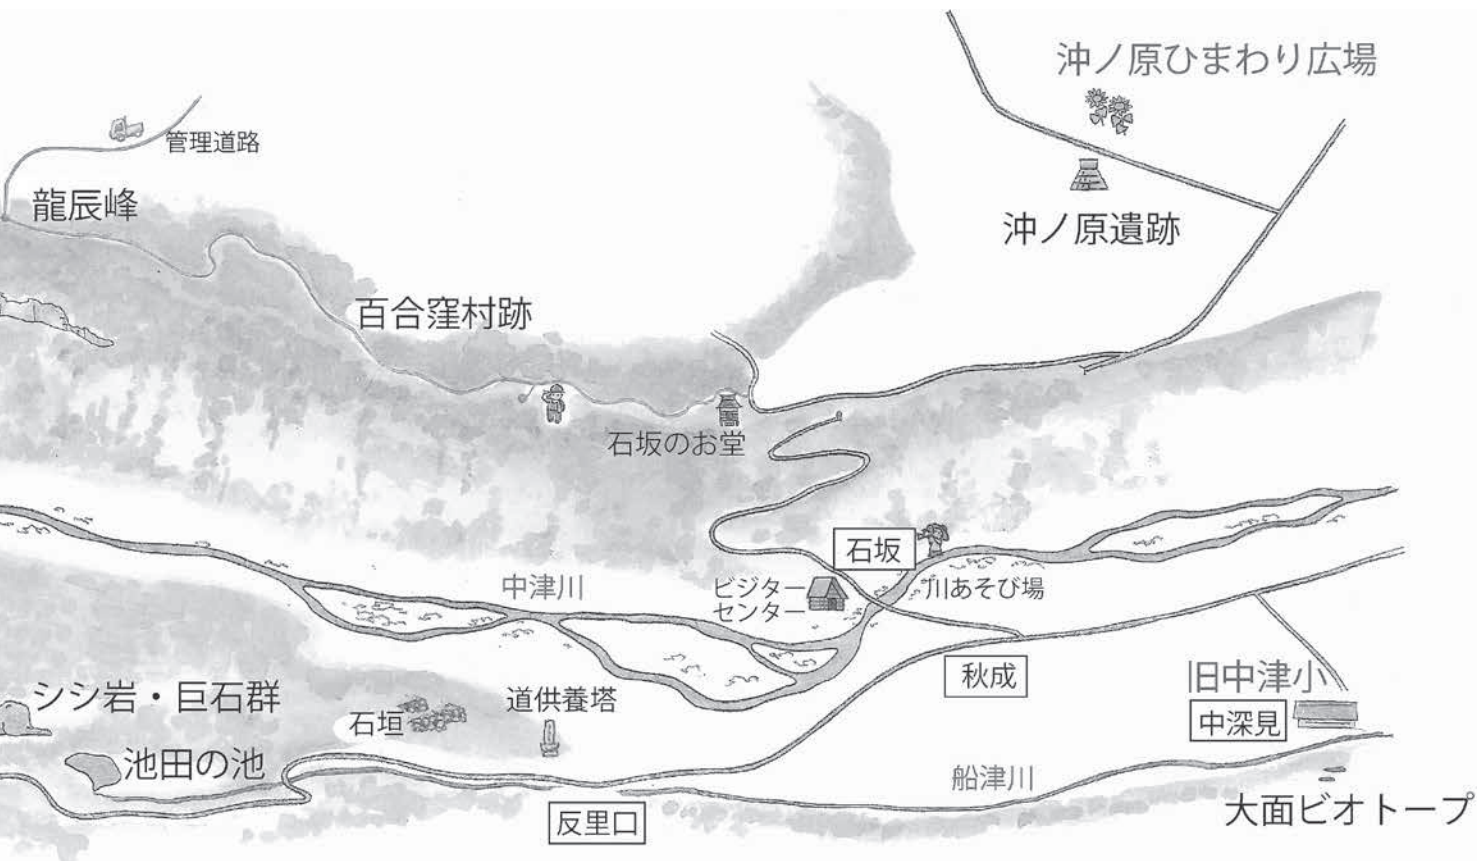 沖ノ原ひまわり広場
管理道路
龍辰峰
沖ノ原遺跡
百合窪村跡
石坂のお堂
石坂
中津川
ビジター
センター
川あそび場
秋成
旧中津小
中深見
シシ岩・巨石群
石垣
道供養塔
池田の池
船津川
大面ビオトープ
反里口